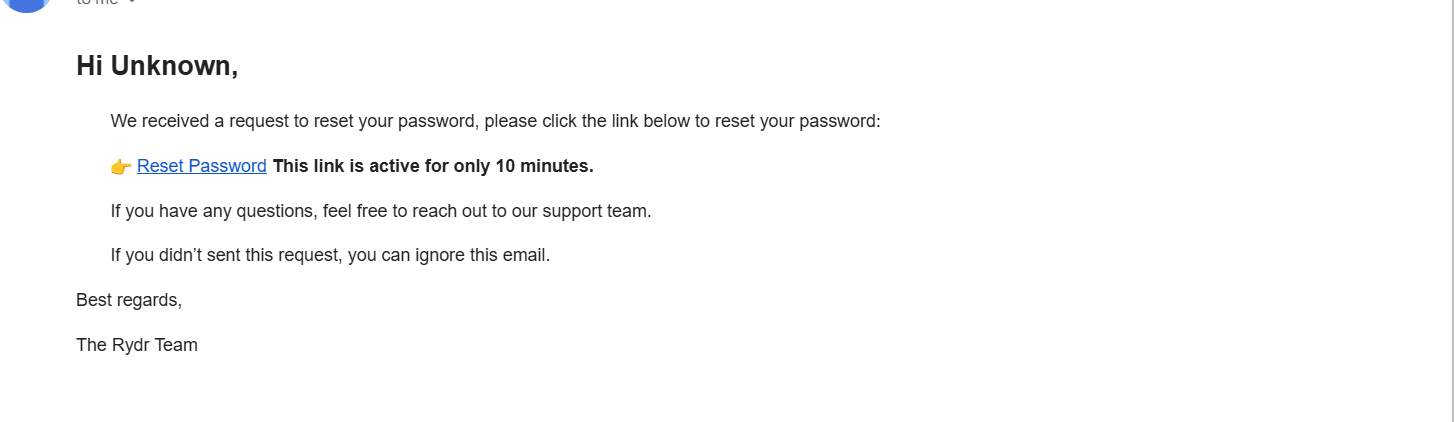 to me
Hi Unknown,
We received a request to reset your password, please click the link below to reset your password:
👉 Reset Password This link is active for only 10 minutes.
If you have any questions, feel free to reach out to our support team.
If you didn’t sent this request, you can ignore this email.
Best regards,
The Rydr Team